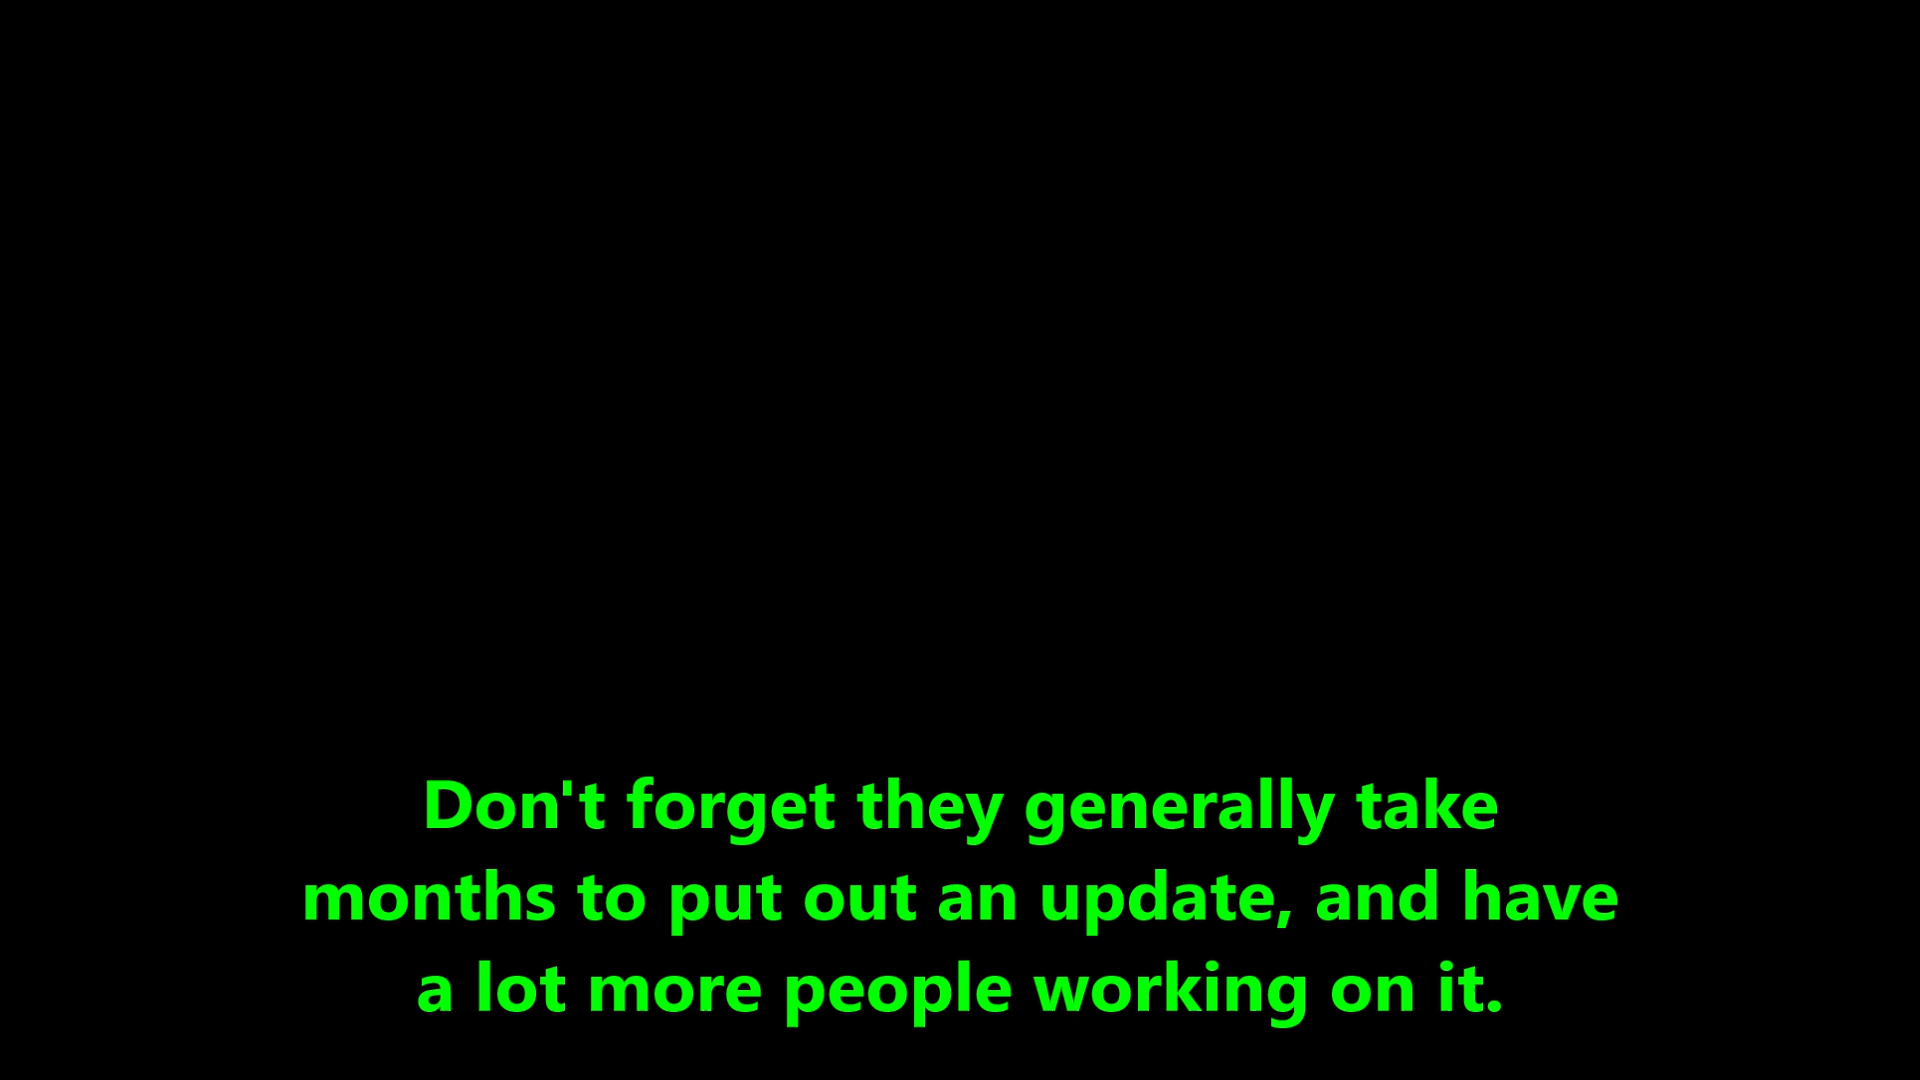 Don't forget they generally take
months to put out an update, and have
a lot more people working on it.